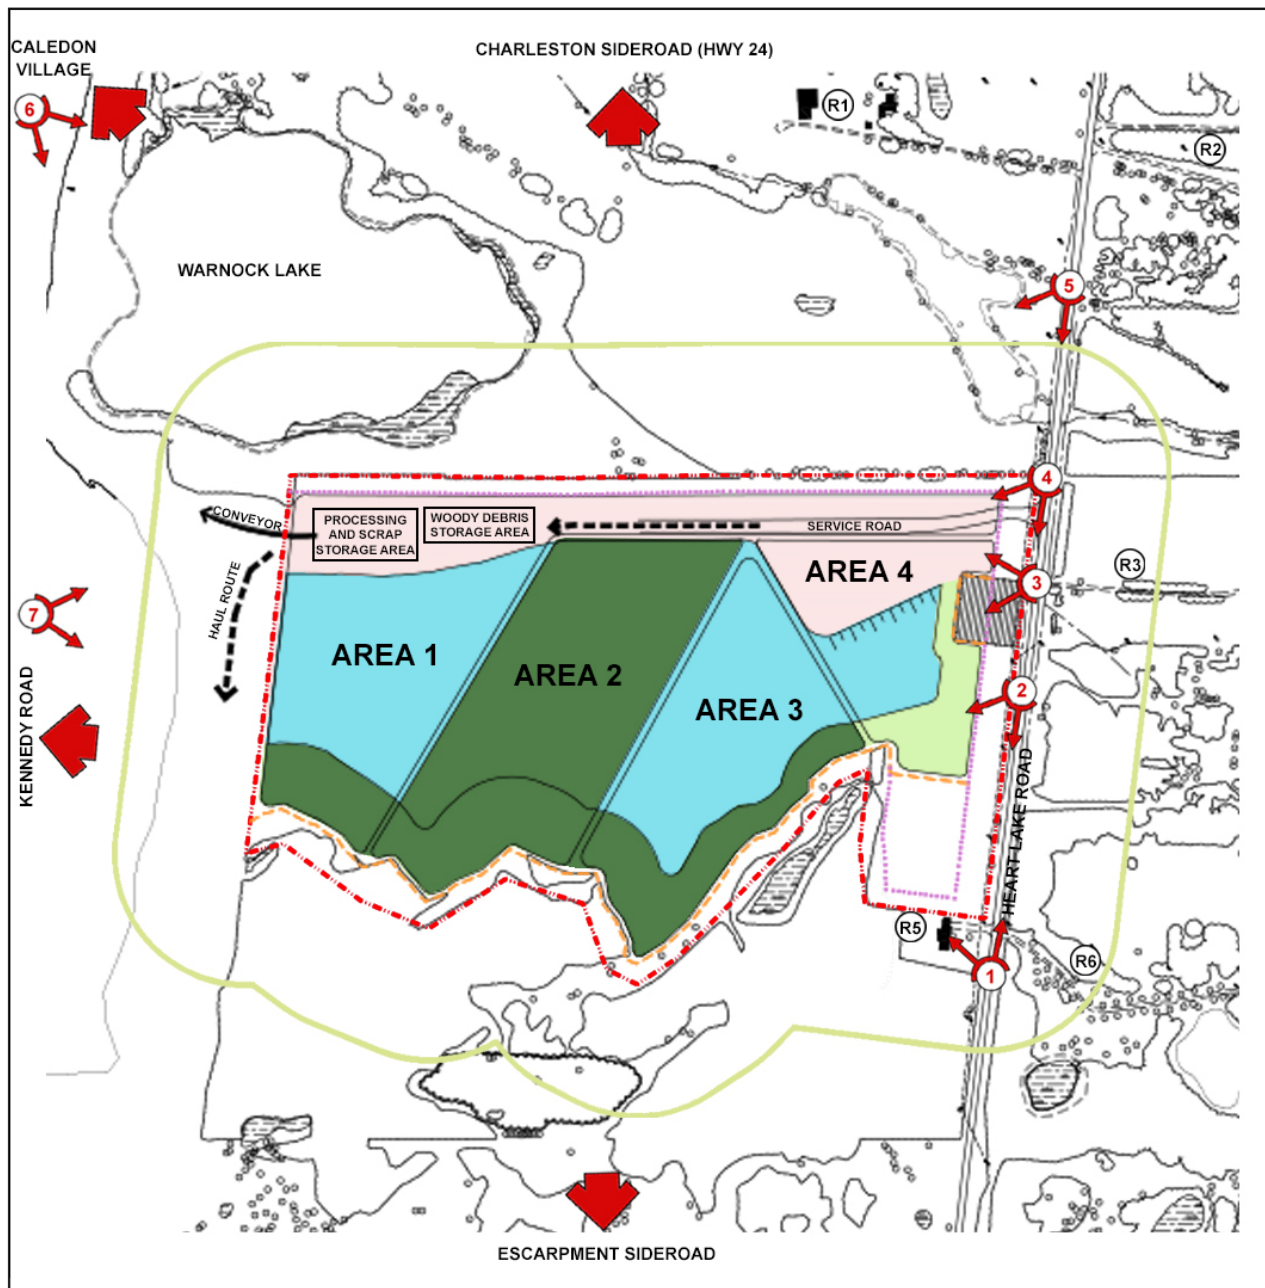 CALEDON
VILLAGE
CHARLESTON SIDEROAD (HWY 24)
6
R1
R2
WARNOCK LAKE
5
4
CONVEYOR
PROCESSING
AND SCRAP
STORAGE AREA
WOODY DEBRIS
STORAGE AREA
SERVICE ROAD
HAUL ROUTE
AREA 4
3
R3
7
AREA 1
AREA 2
AREA 3
2
KENNEDY ROAD
HEART LAKE ROAD
R5
R6
1
ESCARPMENT SIDEROAD